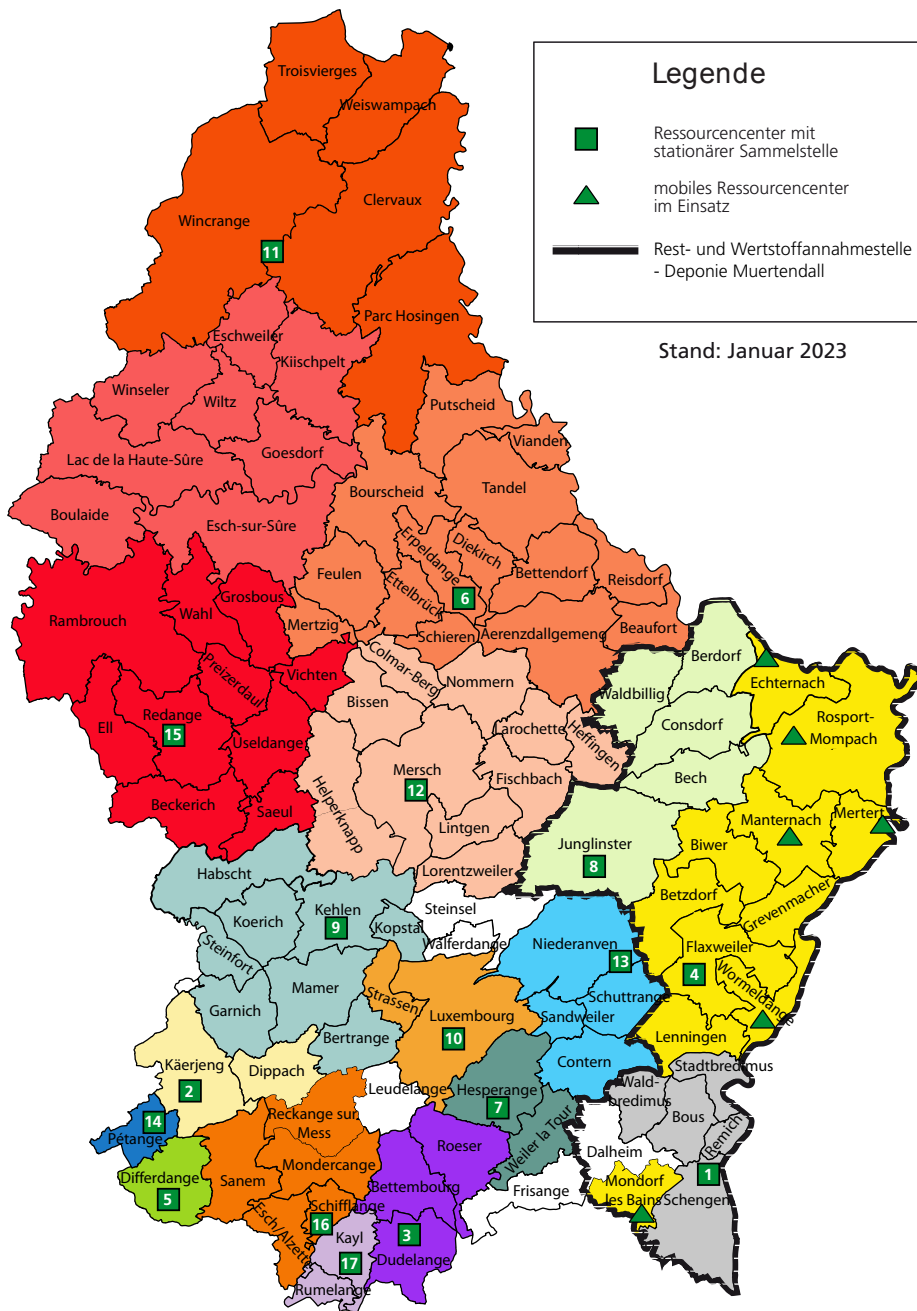 Legende
Ressourcencenter mit
stationärer Sammelstelle
mobiles Ressourcencenter
im Einsatz
Rest- und Wertstoffannahmestelle
- Deponie Muertendall
Stand: Januar 2023
Troisvierges
Weiswampach
Clervaux
Wincrange
11
Parc Hosingen
Eschweiler
Kiischpelt
Winseler
Wiltz
Putscheid
Vianden
Lac de la Haute-Sûre
Goesdorf
Bourscheid
Tandel
Boulaide
Esch-sur-Sûre
Erpeldange
Diekirch
Feulen
Ettelbrück
6
Bettendorf
Reisdorf
Rambrouch
Wahl
Grosbous
Mertzig
Schieren
Aerenzdallgemeng
Beaufort
Preizerdaul
Vichten
Colmar-Berg
Nommern
Berdorf
Waldbillig
Echternach
Ell
Redange
15
Useldange
Bissen
Larochette
Heffingen
Consdorf
Rosport-
Mompach
Mersch
12
Fischbach
Bech
Beckerich
Saeul
Helperknapp
Lintgen
Manternach
Mertert
Junglinster
8
Biwer
Habscht
Lorentzweiler
Betzdorf
Grevenmacher
Koerich
Kehlen
9
Kopstal
Steinsel
Walferdange
Niederanven
13
Flaxweiler
4
Steinfort
Mamer
Strassen
Luxembourg
10
Schuttrange
Sandweiler
Wormeldange
Garnich
Bertrange
Lenningen
Contern
Stadtbredimus
Käerjeng
2
Dippach
Leudelange
Hesperange
7
Wald-
bredimus
Bous
Remich
14
Pétange
Reckange sur
Mess
Roeser
Weiler la Tour
Dalheim
Differdange
5
Sanem
Mondercange
Bettembourg
Frisange
Mondorf
les Bains
1
Schengen
Esch/Alzette
Schifflange
16
Kayl
17
3
Dudelange
Rumelange